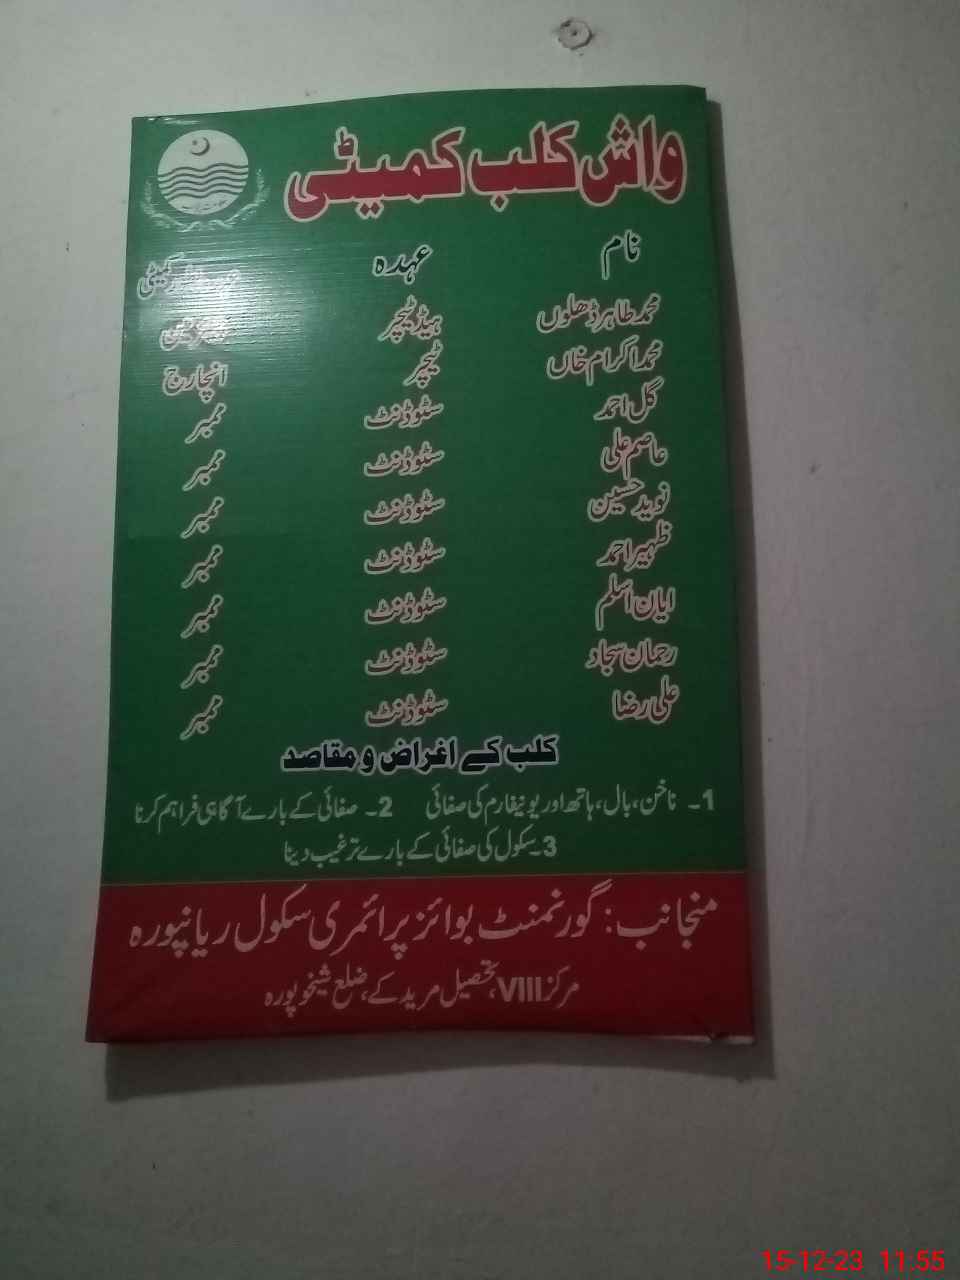 واش کلب کمیٹی
نام عہدہ
محمد طاہر ڈھلوں ہیڈ ٹیچر
محمد اکرام خاں ٹیچر انچارج
گل احمد سٹوڈنٹ ممبر
عاصم علی سٹوڈنٹ ممبر
نوید حسین سٹوڈنٹ ممبر
ظہیر احمد سٹوڈنٹ ممبر
ایان اسلم سٹوڈنٹ ممبر
رحمان سجاد سٹوڈنٹ ممبر
علی رضا سٹوڈنٹ ممبر
کلب کے اغراض و مقاصد
1۔ ناخن، بال، ہاتھ اور یونیفارم کی صفائی 2۔ صفائی کے بارے آگاہی فراہم کرنا
3۔ سکول کی صفائی کے بارے ترغیب دینا
منجانب: گورنمنٹ بوائز پرائمری سکول ریانپورہ
مرکز VIII، تحصیل مریدکے، ضلع شیخوپورہ
15-12-23 11:55